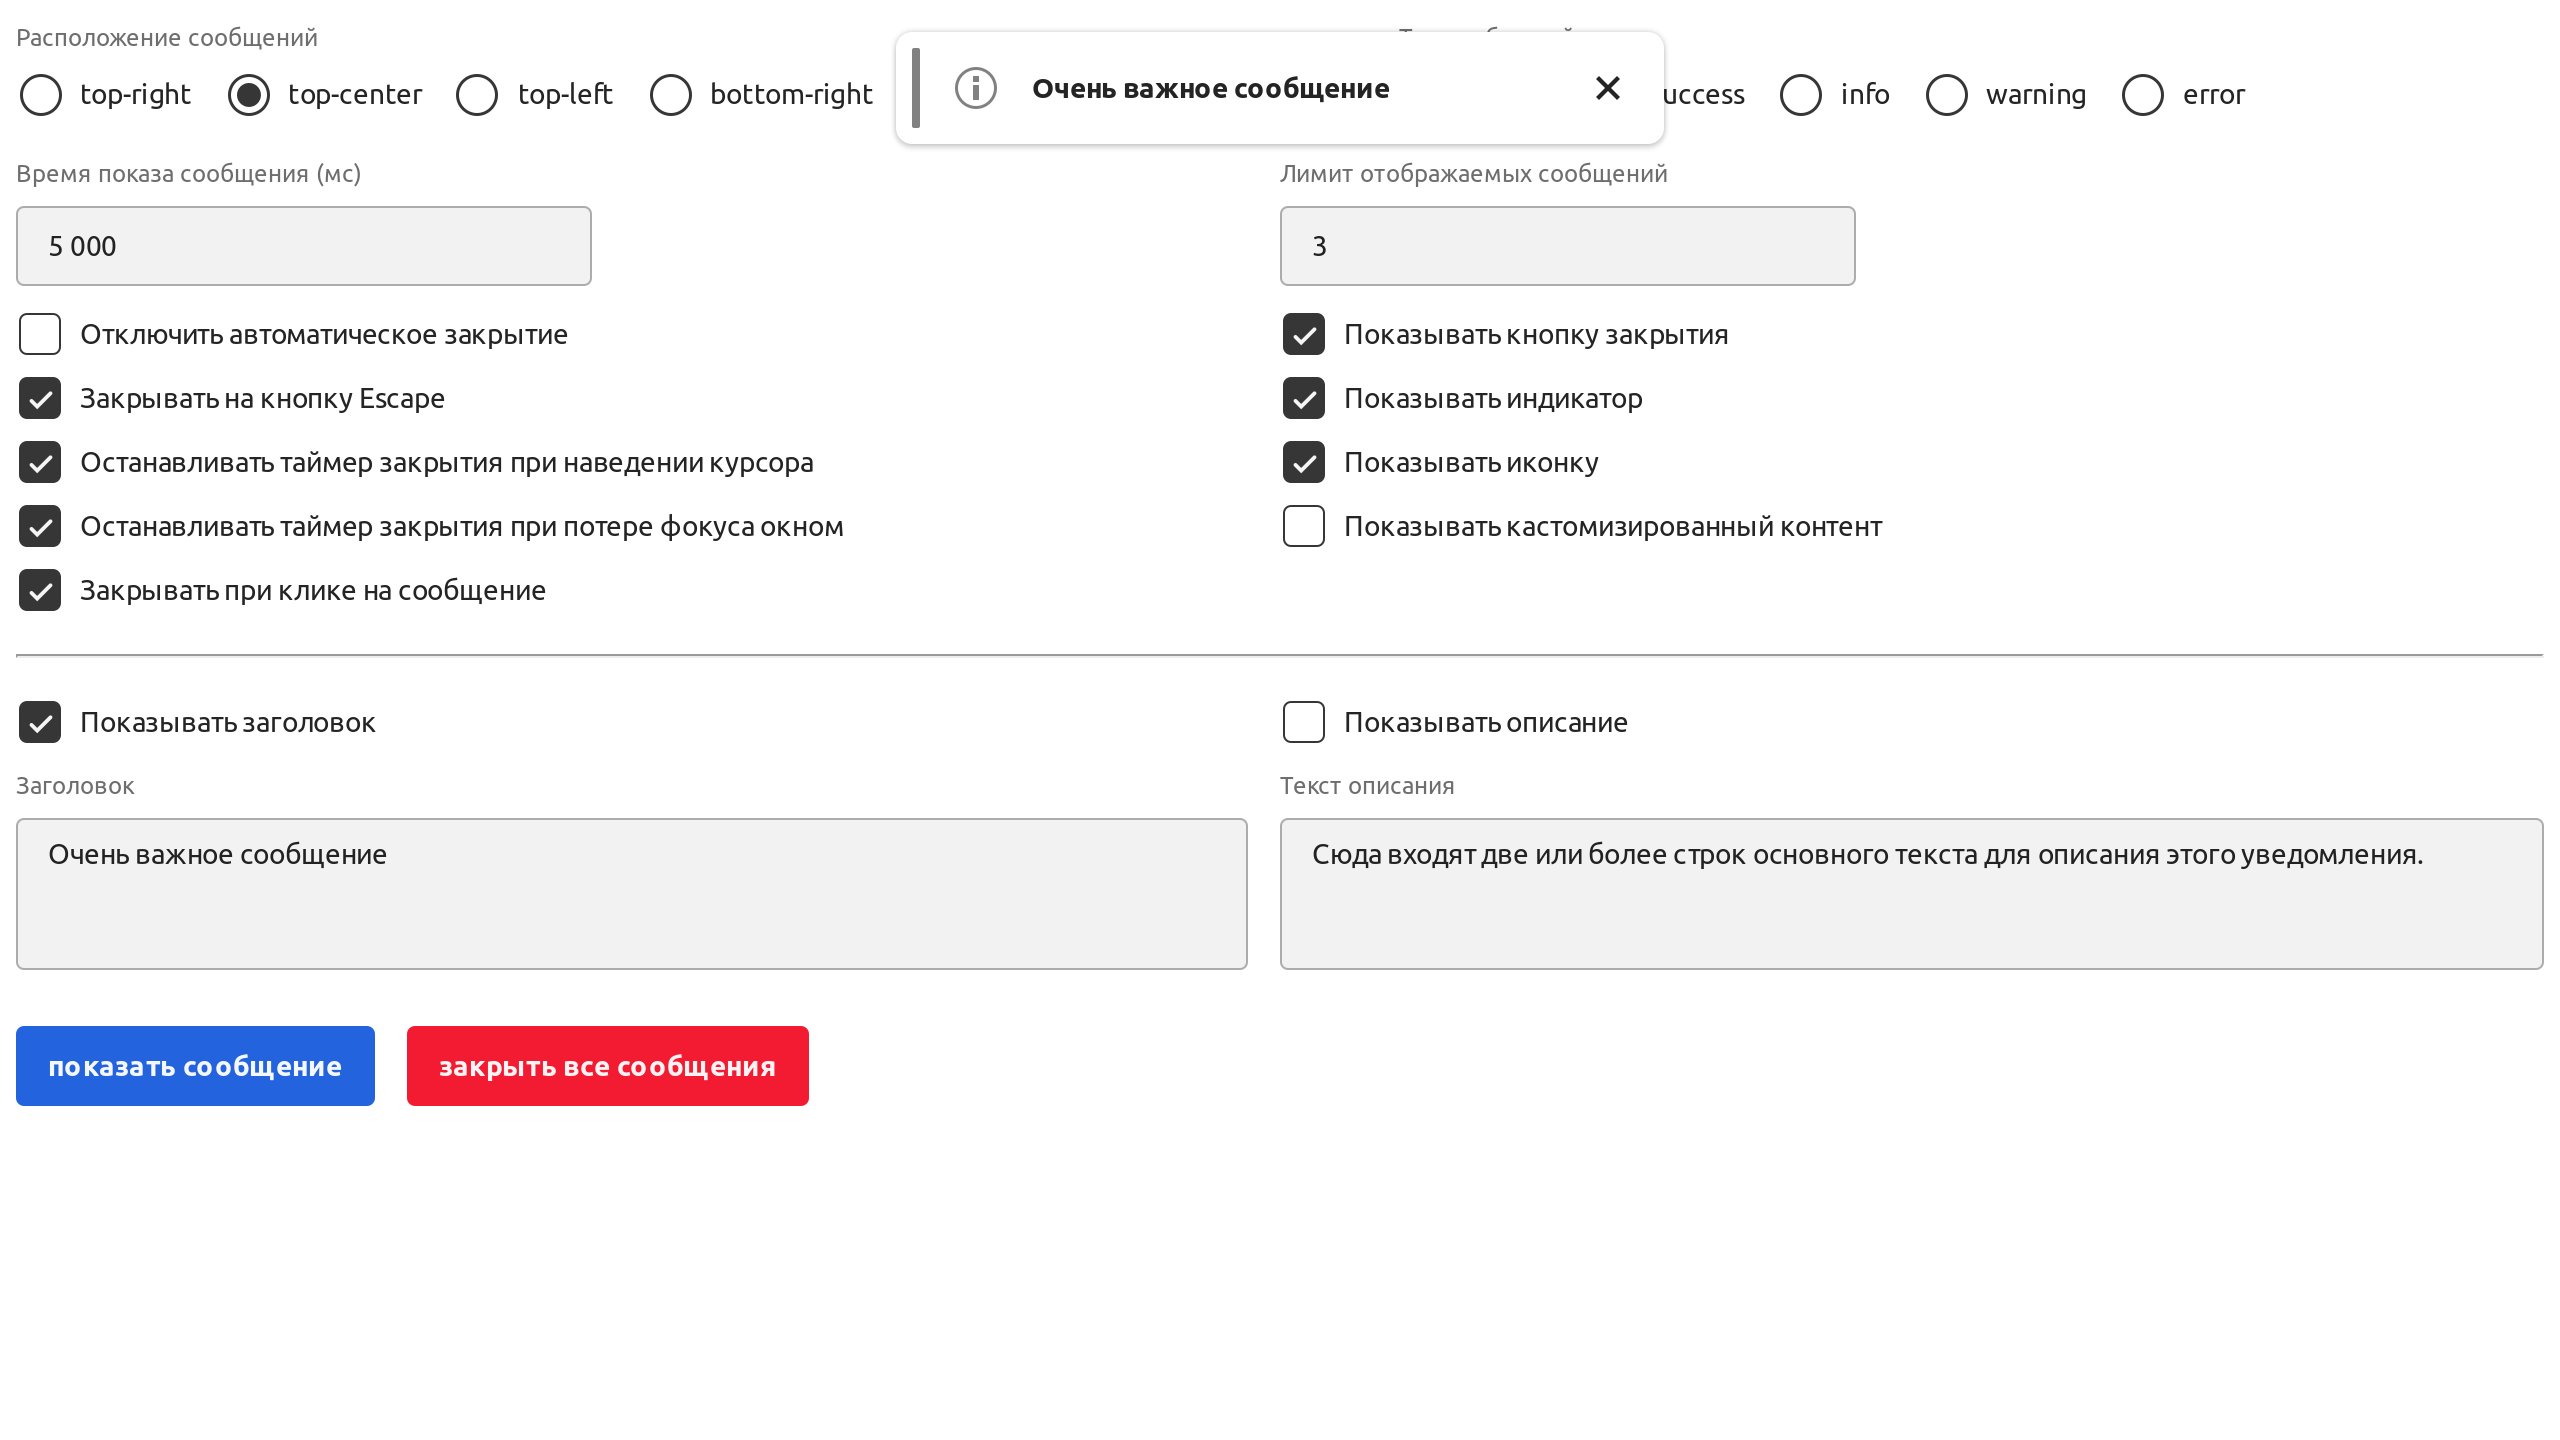 Расположение сообщений
top-right top-center top-left bottom-right
Очень важное сообщение
info warning error
Время показа сообщения (мс)
5 000
Лимит отображаемых сообщений
3
Отключить автоматическое закрытие
Закрывать на кнопку Escape
Останавливать таймер закрытия при наведении курсора
Останавливать таймер закрытия при потере фокуса окном
Закрывать при клике на сообщение
Показывать кнопку закрытия
Показывать индикатор
Показывать иконку
Показывать кастомизированный контент
Показывать заголовок
Показывать описание
Заголовок
Очень важное сообщение
Текст описания
Сюда входят две или более строк основного текста для описания этого уведомления.
показать сообщение
закрыть все сообщения